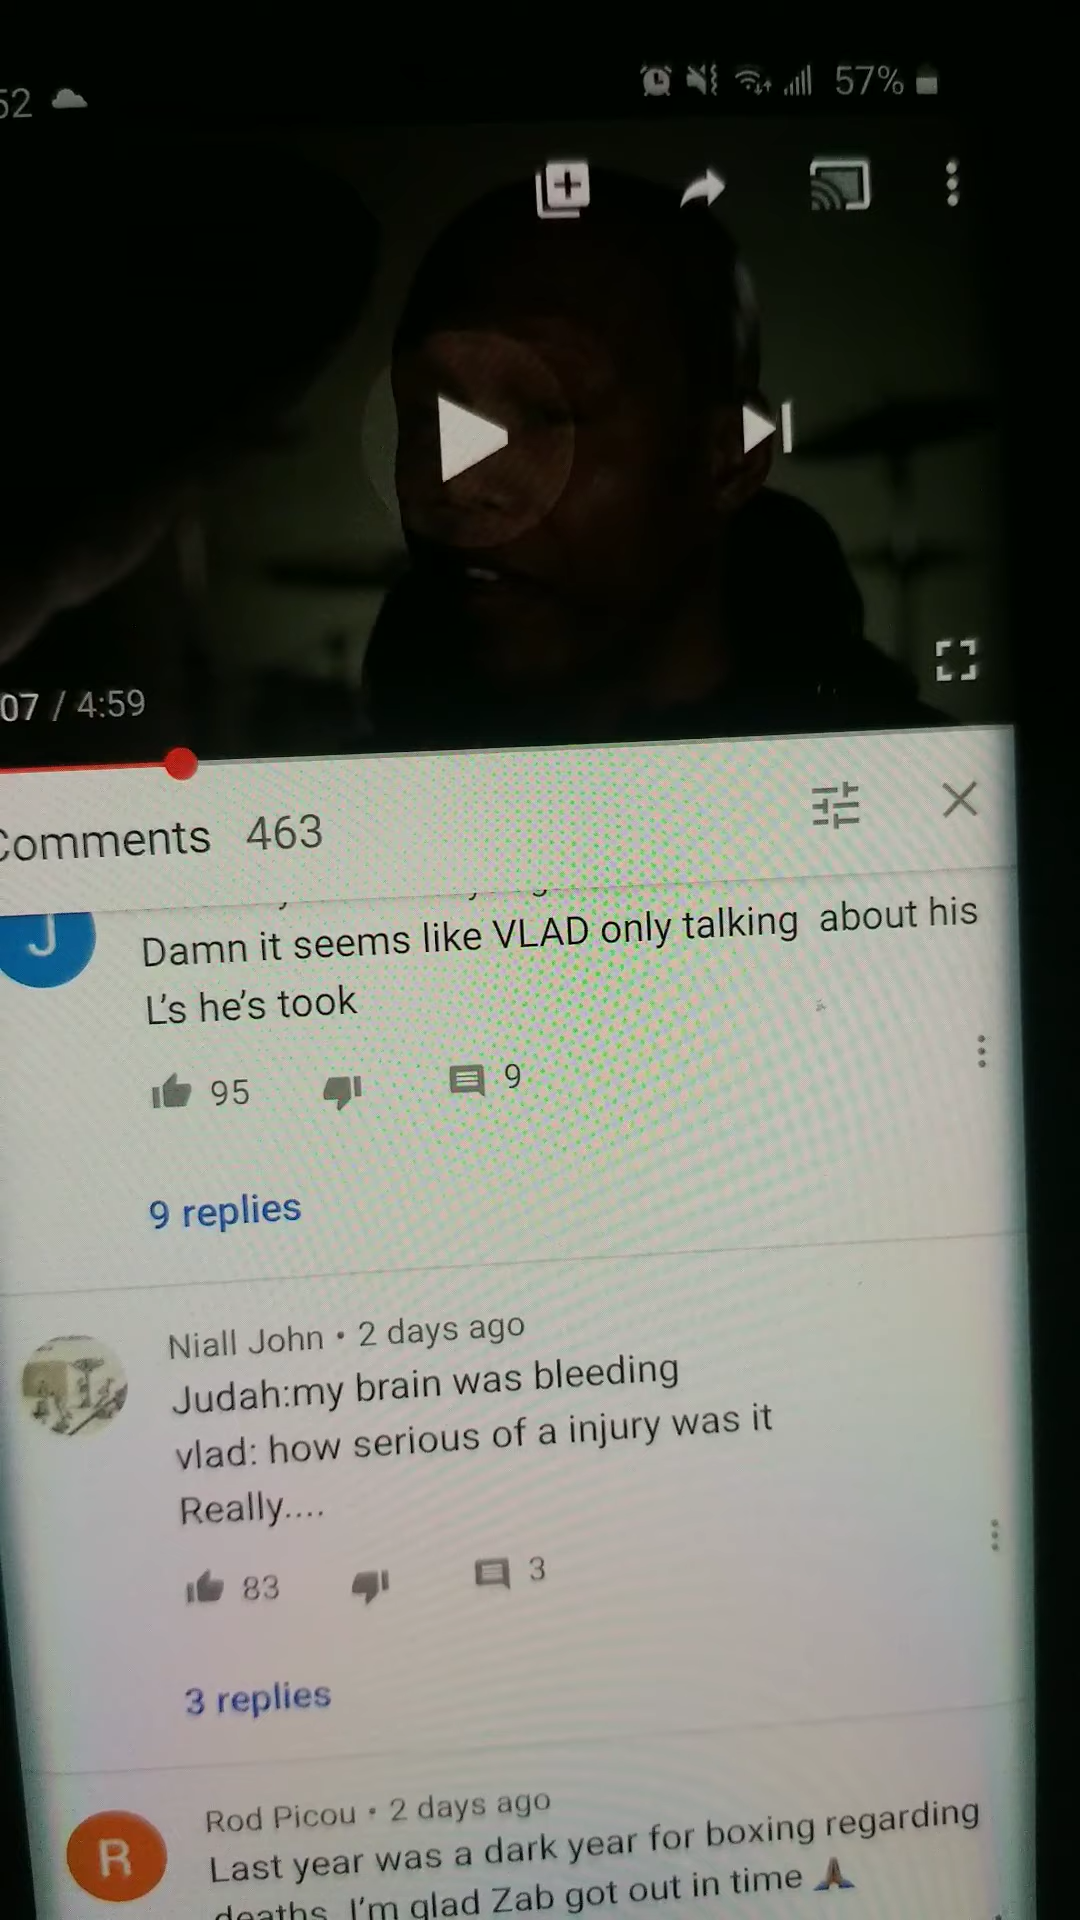 52
57%
07 / 4:59
Comments 463
J
Damn it seems like VLAD only talking about his
L's he's took
95
9
9 replies
Niall John • 2 days ago
Judah:my brain was bleeding
vlad: how serious of a injury was it
Really....
83
3
3 replies
R
Rod Picou • 2 days ago
Last year was a dark year for boxing regarding
deaths I'm glad Zab got out in time 🙏